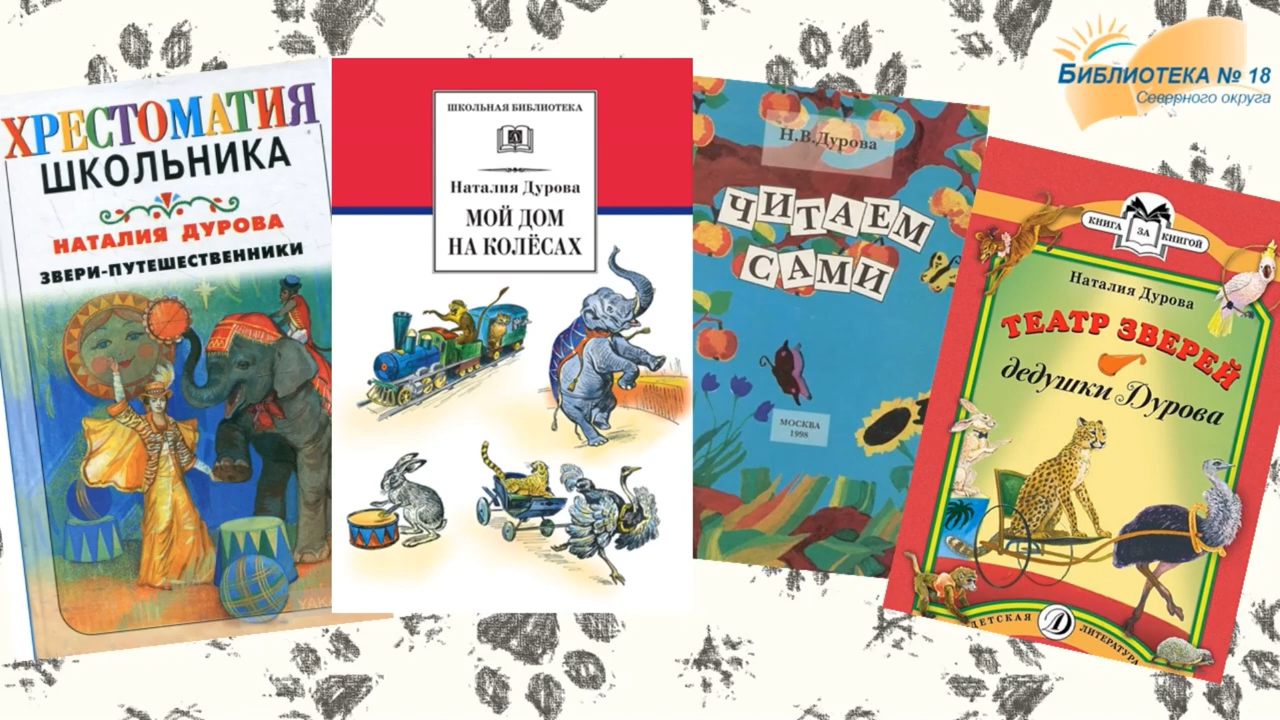 ХРЕСТОМАТИЯ
ШКОЛЬНИКА
НАТАЛИЯ ДУРОВА
ЗВЕРИ-ПУТЕШЕСТВЕННИКИ
ШКОЛЬНАЯ БИБЛИОТЕКА
Наталия Дурова
МОЙ ДОМ
НА КОЛЁСАХ
Н.В.Дурова
ЧИТАЕМ
САМИ
МОСКВА
1998
БИБЛИОТЕКА № 18
Северного округа
КНИГА ЗА КНИГОЙ
Наталия Дурова
ТЕАТР ЗВЕРЕЙ
дедушки Дурова
ДЕТСКАЯ Д ЛИТЕРАТУРА